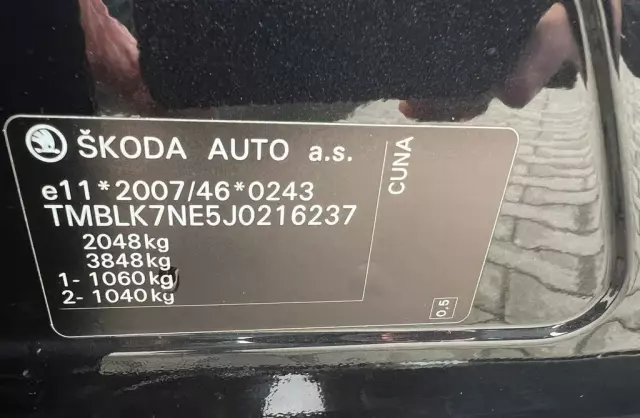 ŠKODA AUTO a.s.
e11*2007/46*0243
TMBLK7NE5J0216237
2048kg
3848kg
1- 1060kg
2- 1040kg
CUNA
0,5